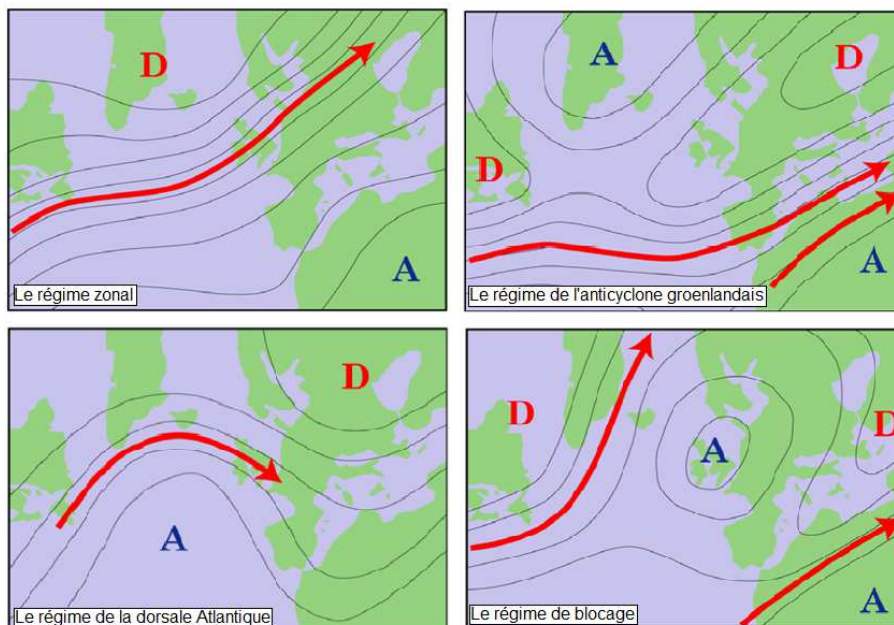 D
A
Le régime zonal
A
D
D
A
Le régime de l'anticyclone groenlandais
D
A
Le régime de la dorsale Atlantique
D
A
D
A
Le régime de blocage